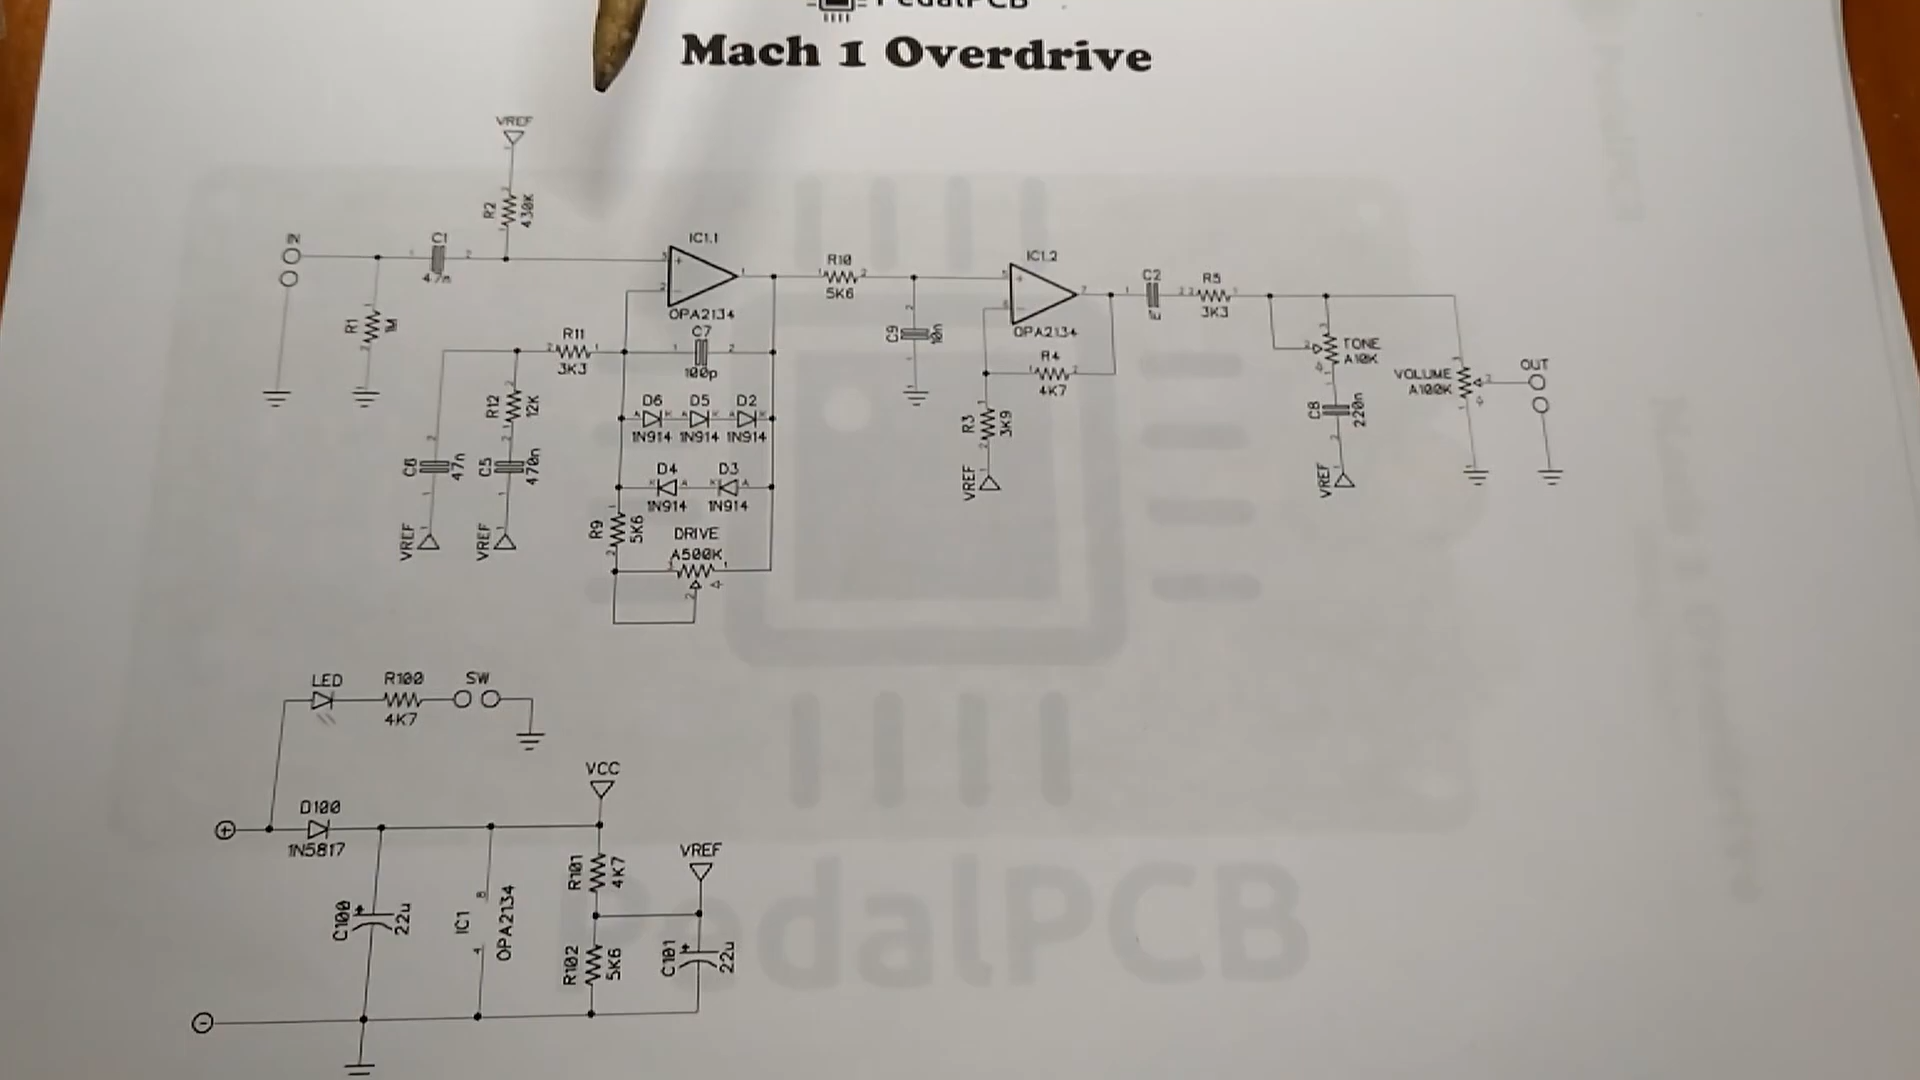 PedalPCB
Mach 1 Overdrive
VREF
R2
430K
IN
C1
47n
R1
1M
IC1.1
OPA2134
R10
5K6
IC1.2
OPA2134
C2
R5
3K3
C9
10n
R11
3K3
C7
100p
R4
4K7
R3
3K9
VREF
TONE
A10K
C8
220n
VREF
VOLUME
A100K
OUT
R12
12K
C6
47n
C5
470n
VREF
VREF
D6 D5 D2
1N914 1N914 1N914
D4 D3
1N914 1N914
R9
5K6
DRIVE
A500K
LED R100 SW
4K7
VCC
D100
1N5817
C100
22u
IC1
OPA2134
R101
4K7
VREF
R102
5K6
C101
22u
PedalPCB